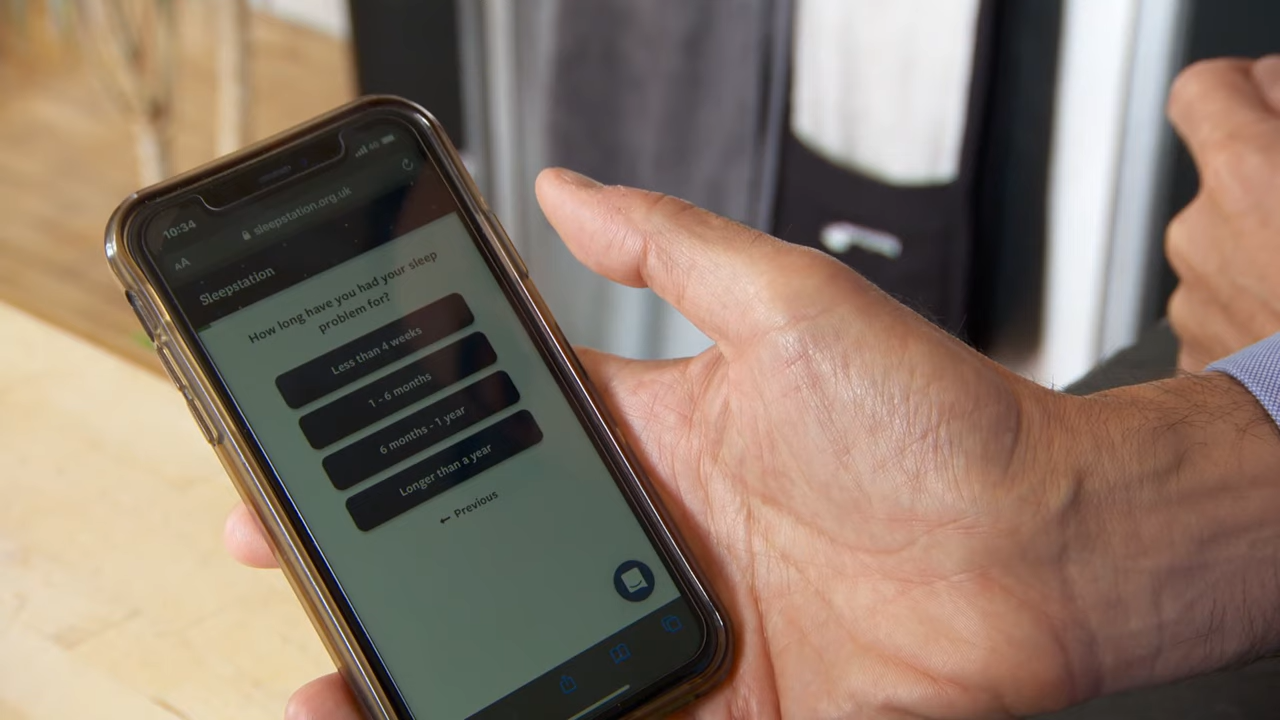 10:34
6G
AA
sleepstation.org.uk
Sleepstation
How long have you had your sleep
problem for?
Less than 4 weeks
1 - 6 months
6 months - 1 year
Longer than a year
← Previous